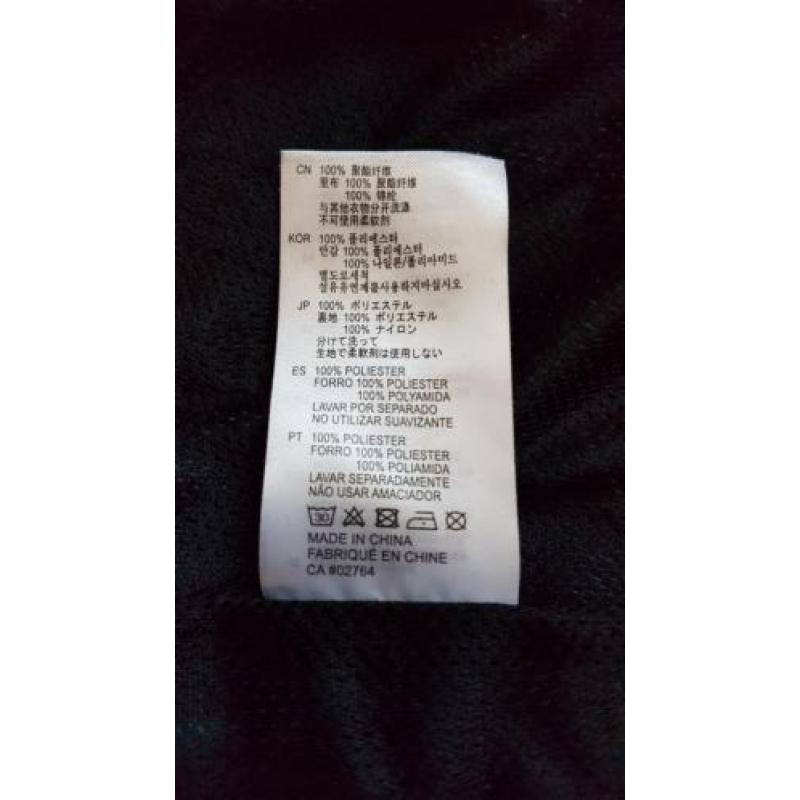 CN 100% 聚酯纤维
里布 100% 聚酯纤维
100% 锦纶
与其他衣物分开洗涤
不可使用柔软剂
KOR 100% 폴리에스터
안감 100% 폴리에스터
100% 나일론/폴리아미드
별도로세척
섬유유연제를사용하지마십시오
JP 100% ポリエステル
裏地 100% ポリエステル
100% ナイロン
分けて洗って
生地で柔軟剤は使用しない
ES 100% POLIESTER
FORRO 100% POLIESTER
100% POLYAMIDA
LAVAR POR SEPARADO
NO UTILIZAR SUAVIZANTE
PT 100% POLIESTER
FORRO 100% POLIESTER
100% POLIAMIDA
LAVAR SEPARADAMENTE
NÃO USAR AMACIADOR
30
MADE IN CHINA
FABRIQUÉ EN CHINE
CA #02764